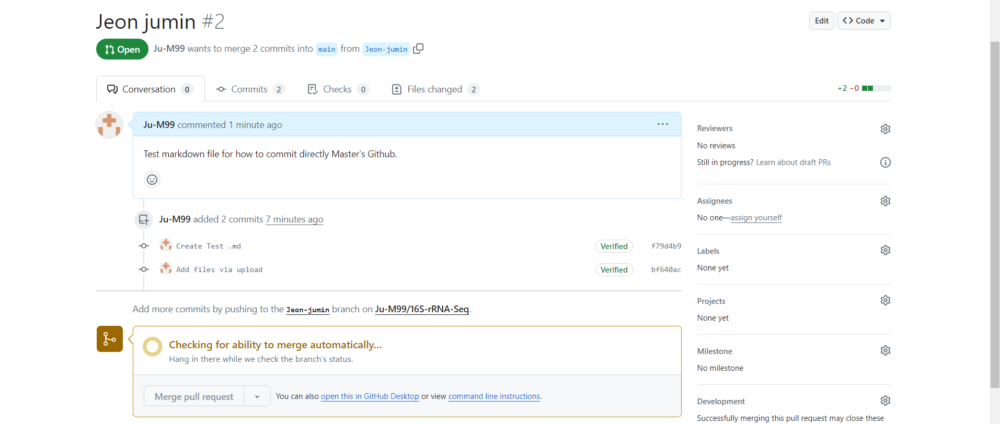 Jeon jumin #2
Edit
Code
Open
Ju-M99 wants to merge 2 commits into main from Jeon-jumin
Conversation 0
Commits 2
Checks 0
Files changed 2
+2 −0
Ju-M99 commented 1 minute ago
Test markdown file for how to commit directly Master's Github.
Ju-M99 added 2 commits 7 minutes ago
Create Test .md Verified f79d4b9
Add files via upload Verified bf640ac
Add more commits by pushing to the Jeon-jumin branch on Ju-M99/16S-rRNA-Seq.
Checking for ability to merge automatically...
Hang in there while we check the branch's status.
Merge pull request
You can also open this in GitHub Desktop or view command line instructions.
Reviewers
No reviews
Still in progress? Learn about draft PRs
Assignees
No one—assign yourself
Labels
None yet
Projects
None yet
Milestone
No milestone
Development
Successfully merging this pull request may close these